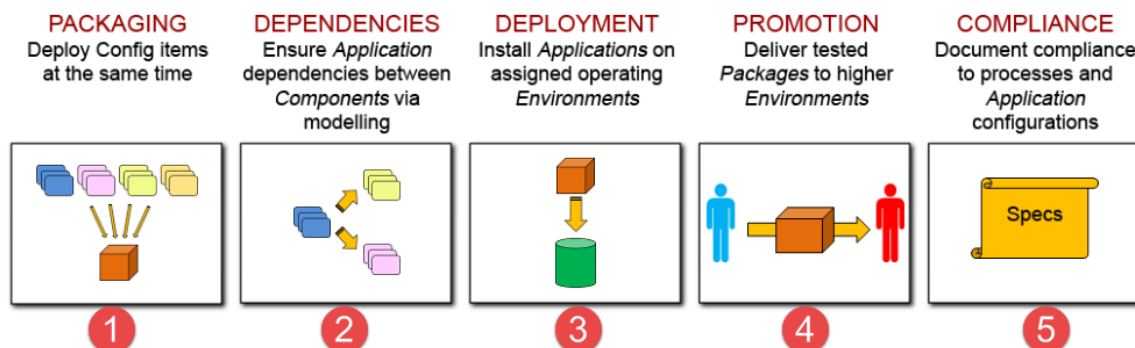 PACKAGING
Deploy Config items
at the same time
1
DEPENDENCIES
Ensure Application
dependencies between
Components via
modelling
2
DEPLOYMENT
Install Applications on
assigned operating
Environments
3
PROMOTION
Deliver tested
Packages to higher
Environments
4
COMPLIANCE
Document compliance
to processes and
Application
configurations
Specs
5